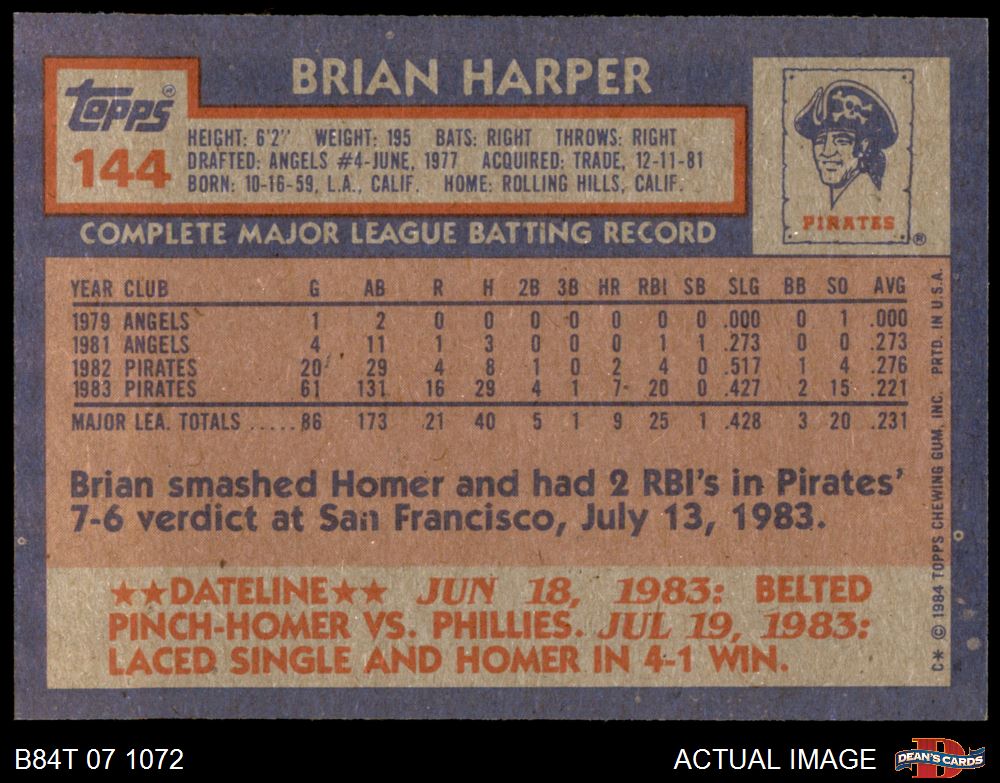 BRIAN HARPER
Topps®
144
HEIGHT: 6'2" WEIGHT: 195 BATS: RIGHT THROWS: RIGHT
DRAFTED: ANGELS #4-JUNE, 1977 ACQUIRED: TRADE, 12-11-81
BORN: 10-16-59, L.A., CALIF. HOME: ROLLING HILLS, CALIF.
PIRATES
®
COMPLETE MAJOR LEAGUE BATTING RECORD
YEAR CLUB G AB R H 2B 3B HR RBI SB SLG BB SO AVG
1979 ANGELS 1 2 0 0 0 0 0 0 0 .000 0 1 .000
1981 ANGELS 4 11 1 3 0 0 0 1 1 .273 0 0 .273
1982 PIRATES 20 29 4 8 1 0 2 4 0 .517 1 4 .276
1983 PIRATES 61 131 16 29 4 1 7 20 0 .427 2 15 .221
MAJOR LEA. TOTALS ..... 86 173 21 40 5 1 9 25 1 .428 3 20 .231
Brian smashed Homer and had 2 RBI's in Pirates'
7-6 verdict at San Francisco, July 13, 1983.
★★DATELINE★★ JUN 18, 1983: BELTED
PINCH-HOMER VS. PHILLIES. JUL 19, 1983:
LACED SINGLE AND HOMER IN 4-1 WIN.
C* © 1984 TOPPS CHEWING GUM, INC. PRTD. IN U.S.A.
B84T 07 1072
ACTUAL IMAGE
D
DEAN'S CARDS